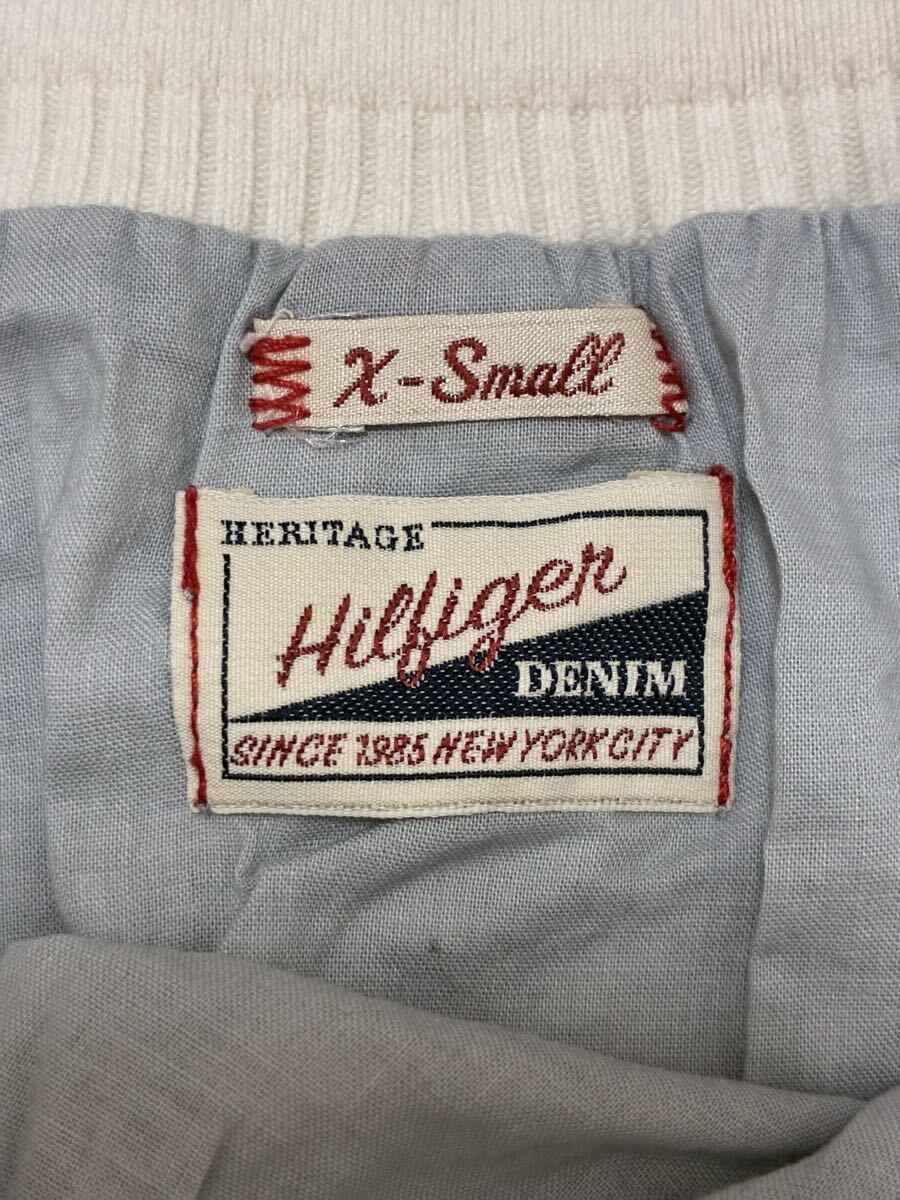 X-Small
HERITAGE
Hilfiger
DENIM
SINCE 1985 NEW YORK CITY